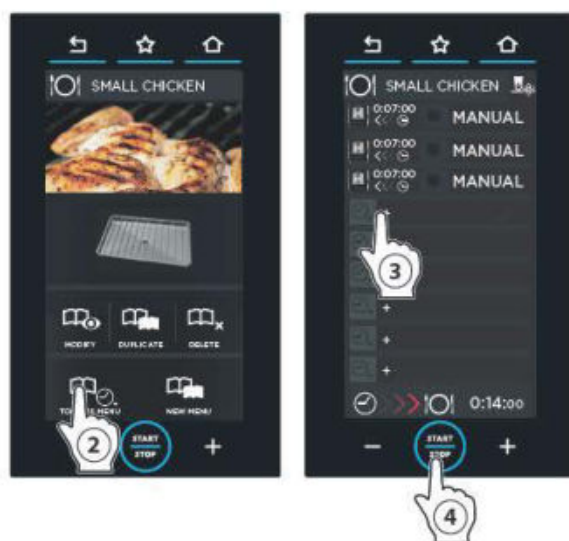 SMALL CHICKEN
MODIFY
DUPLICATE
DELETE
MENU
NEW MENU
2
START
STOP
+
SMALL CHICKEN
0:07:00
MANUAL
0:07:00
MANUAL
0:07:00
MANUAL
+
3
+
+
+
0:14:00
-
START
STOP
+
4